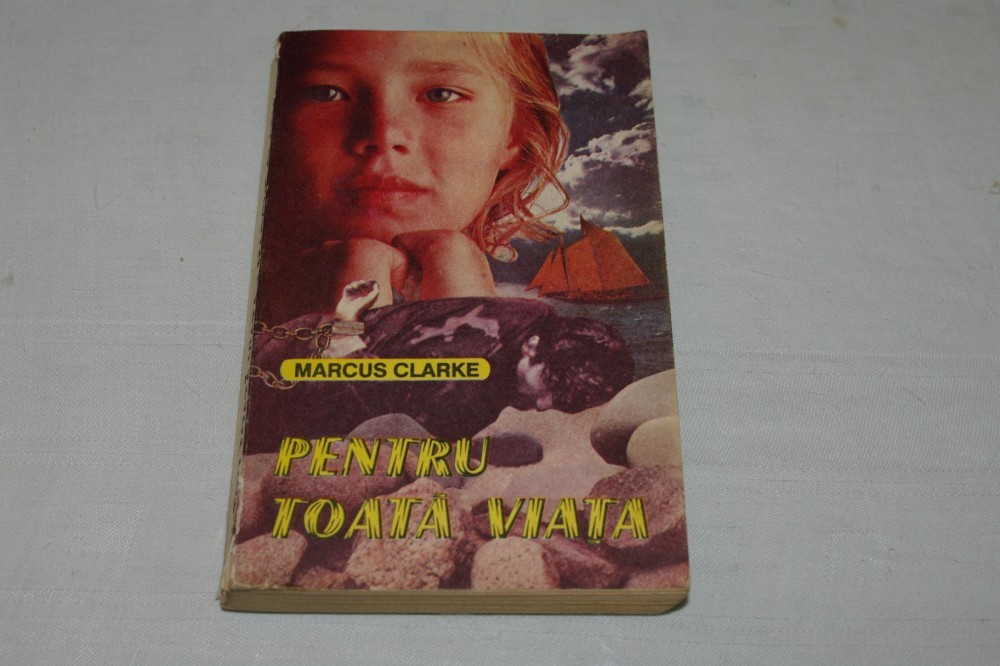 MARCUS CLARKE
PENTRU
TOATĂ VIAȚA